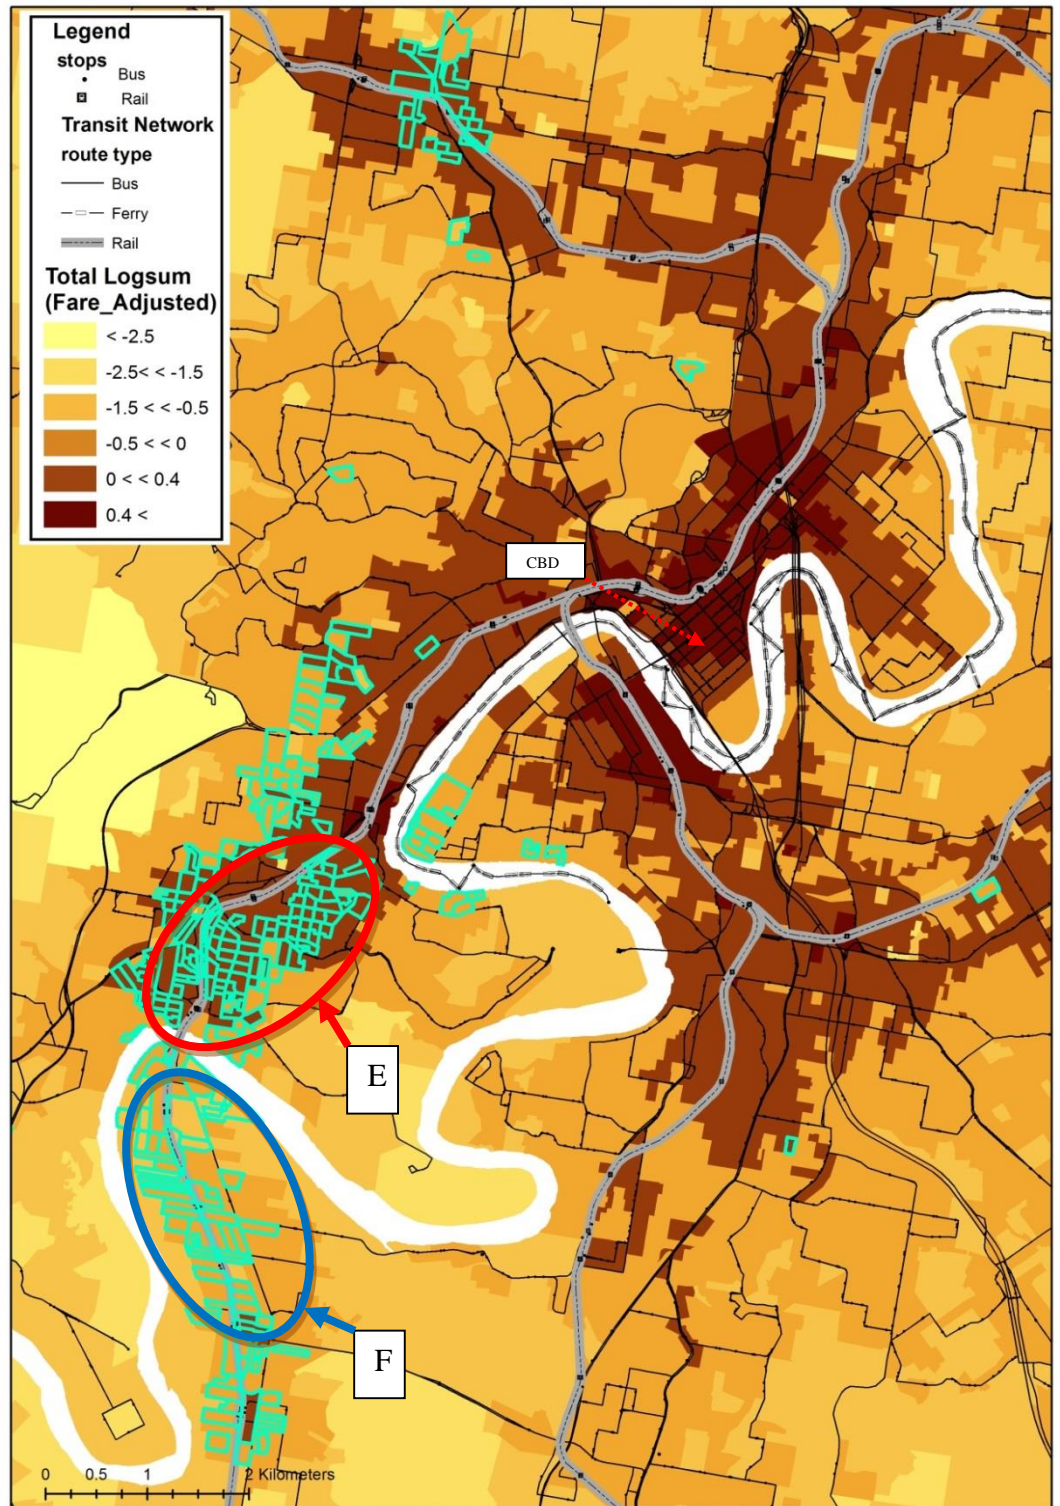 Legend
stops
Bus
Rail
Transit Network
route type
Bus
Ferry
Rail
Total Logsum
(Fare_Adjusted)
< -2.5
-2.5< < -1.5
-1.5 < < -0.5
-0.5 < < 0
0 < < 0.4
0.4 <
CBD
E
F
0 0.5 1 2 Kilometers